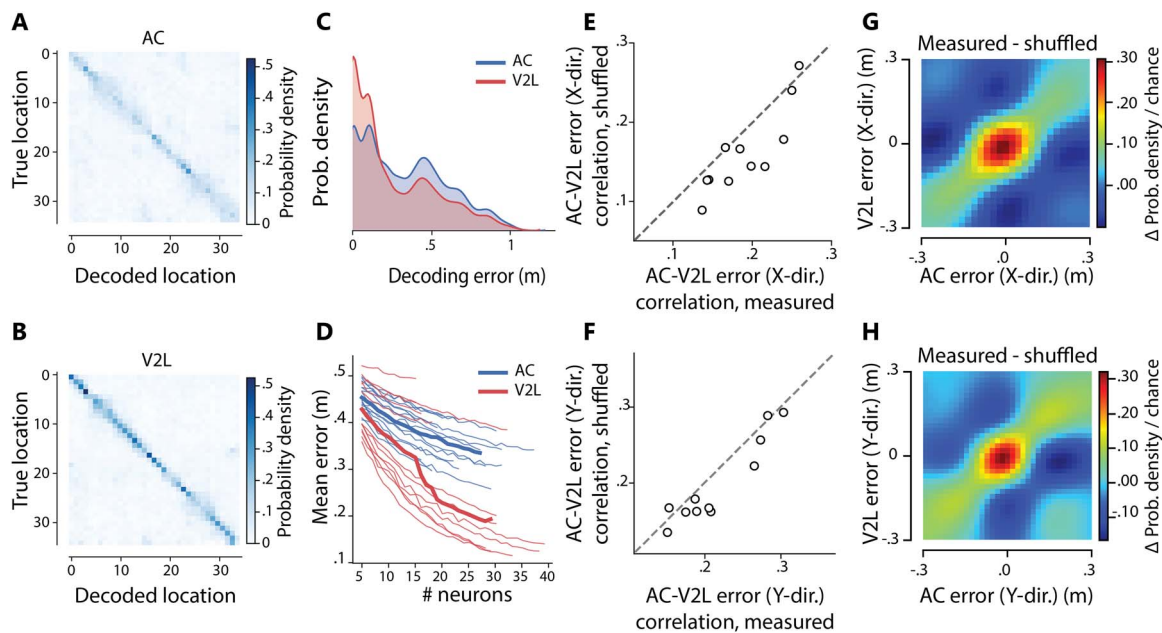 A
AC
0
10
20
30
True location
0
10
20
30
Decoded location
.5
.4
.3
.2
.1
0
Probability density
B
V2L
0
10
20
30
True location
0
10
20
30
Decoded location
.5
.4
.3
.2
.1
0
Probability density
C
AC
V2L
Prob. density
0
.5
1
Decoding error (m)
D
AC
V2L
.5
.4
.3
.2
.1
Mean error (m)
5
10
15
20
25
30
35
40
# neurons
E
.3
.2
.1
AC-V2L error (X-dir.)
correlation, shuffled
.1
.2
.3
AC-V2L error (X-dir.)
correlation, measured
F
.3
.2
AC-V2L error (Y-dir.)
correlation, shuffled
.2
.3
AC-V2L error (Y-dir.)
correlation, measured
G
Measured - shuffled
.3
0
-.3
V2L error (X-dir.) (m)
-.3
.0
.3
AC error (X-dir.) (m)
.30
.20
.10
.00
Δ Prob. density / chance
H
Measured - shuffled
.3
0
-.3
V2L error (Y-dir.) (m)
-.3
.0
.3
AC error (Y-dir.) (m)
.30
.20
.10
.00
-.10
Δ Prob. density / chance